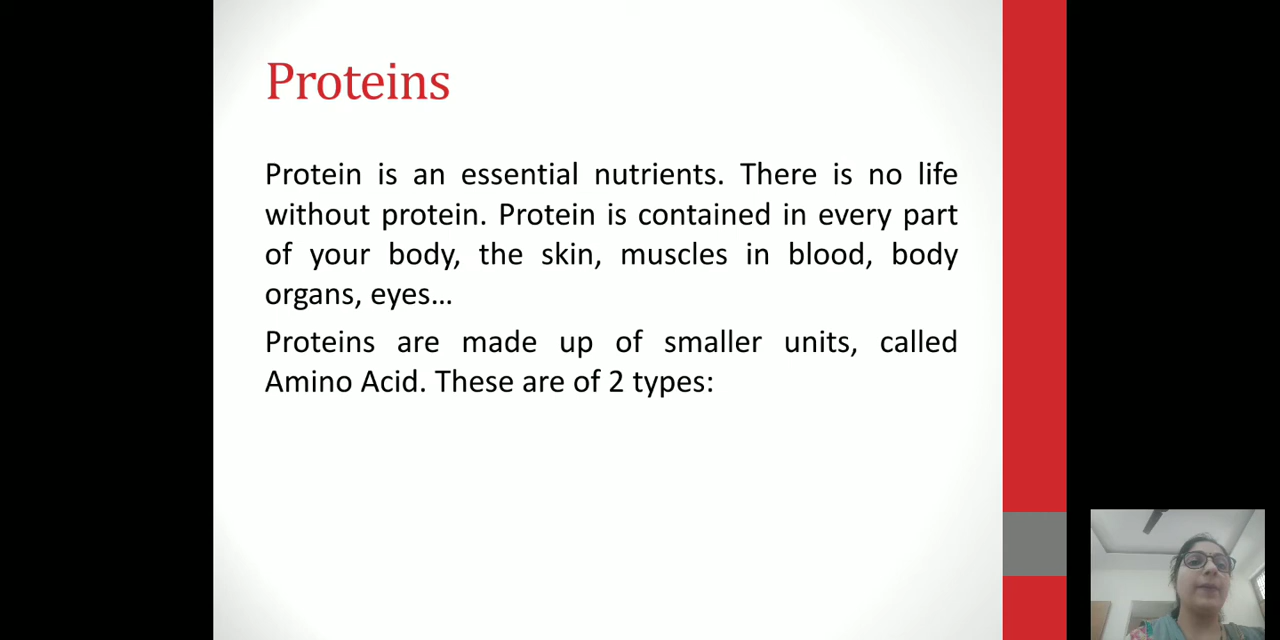 Proteins
Protein is an essential nutrients. There is no life
without protein. Protein is contained in every part
of your body, the skin, muscles in blood, body
organs, eyes…
Proteins are made up of smaller units, called
Amino Acid. These are of 2 types: